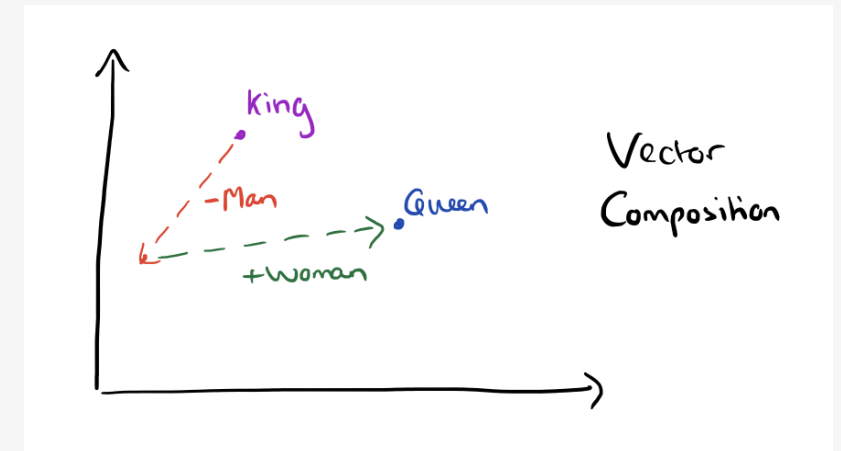 King
-Man
Queen
+Woman
Vector
Composition